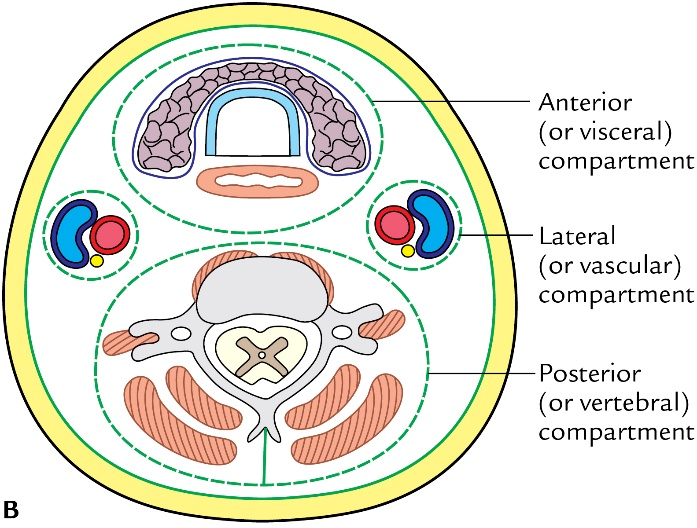 Anterior
(or visceral)
compartment
Lateral
(or vascular)
compartment
Posterior
(or vertebral)
compartment
B